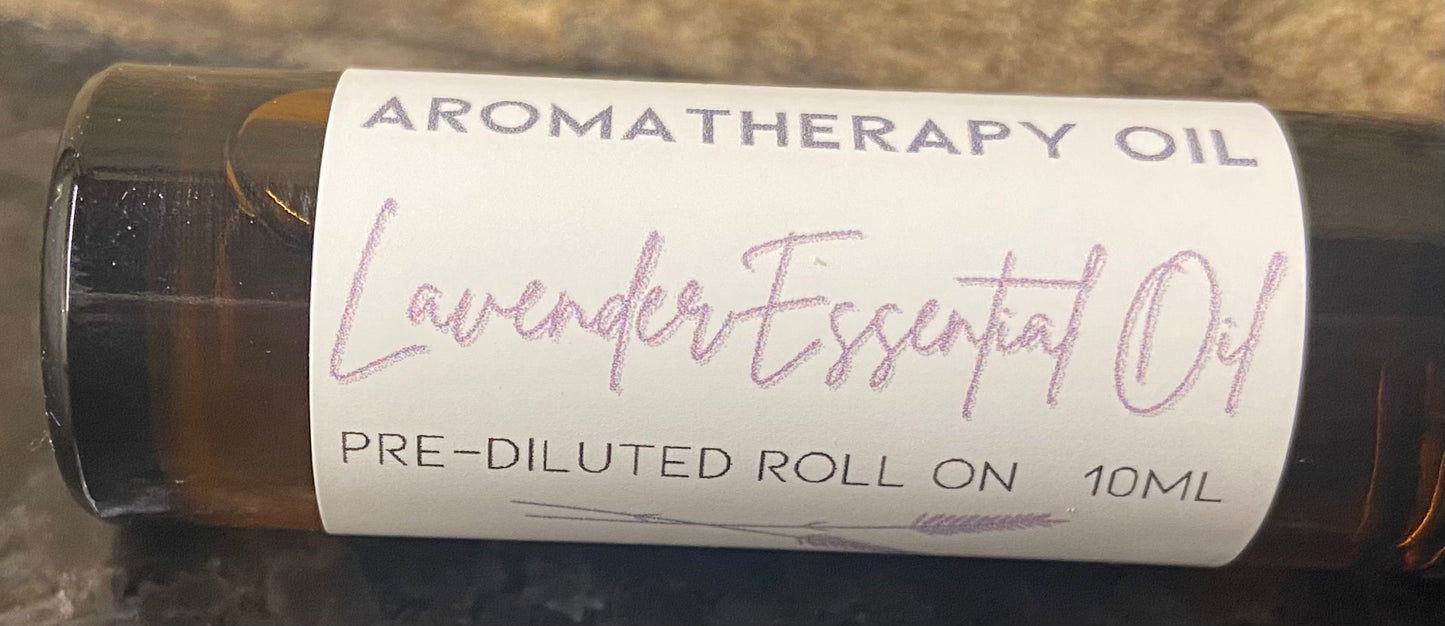 AROMATHERAPY OIL
Lavender Essential Oil
PRE-DILUTED ROLL ON 10ML